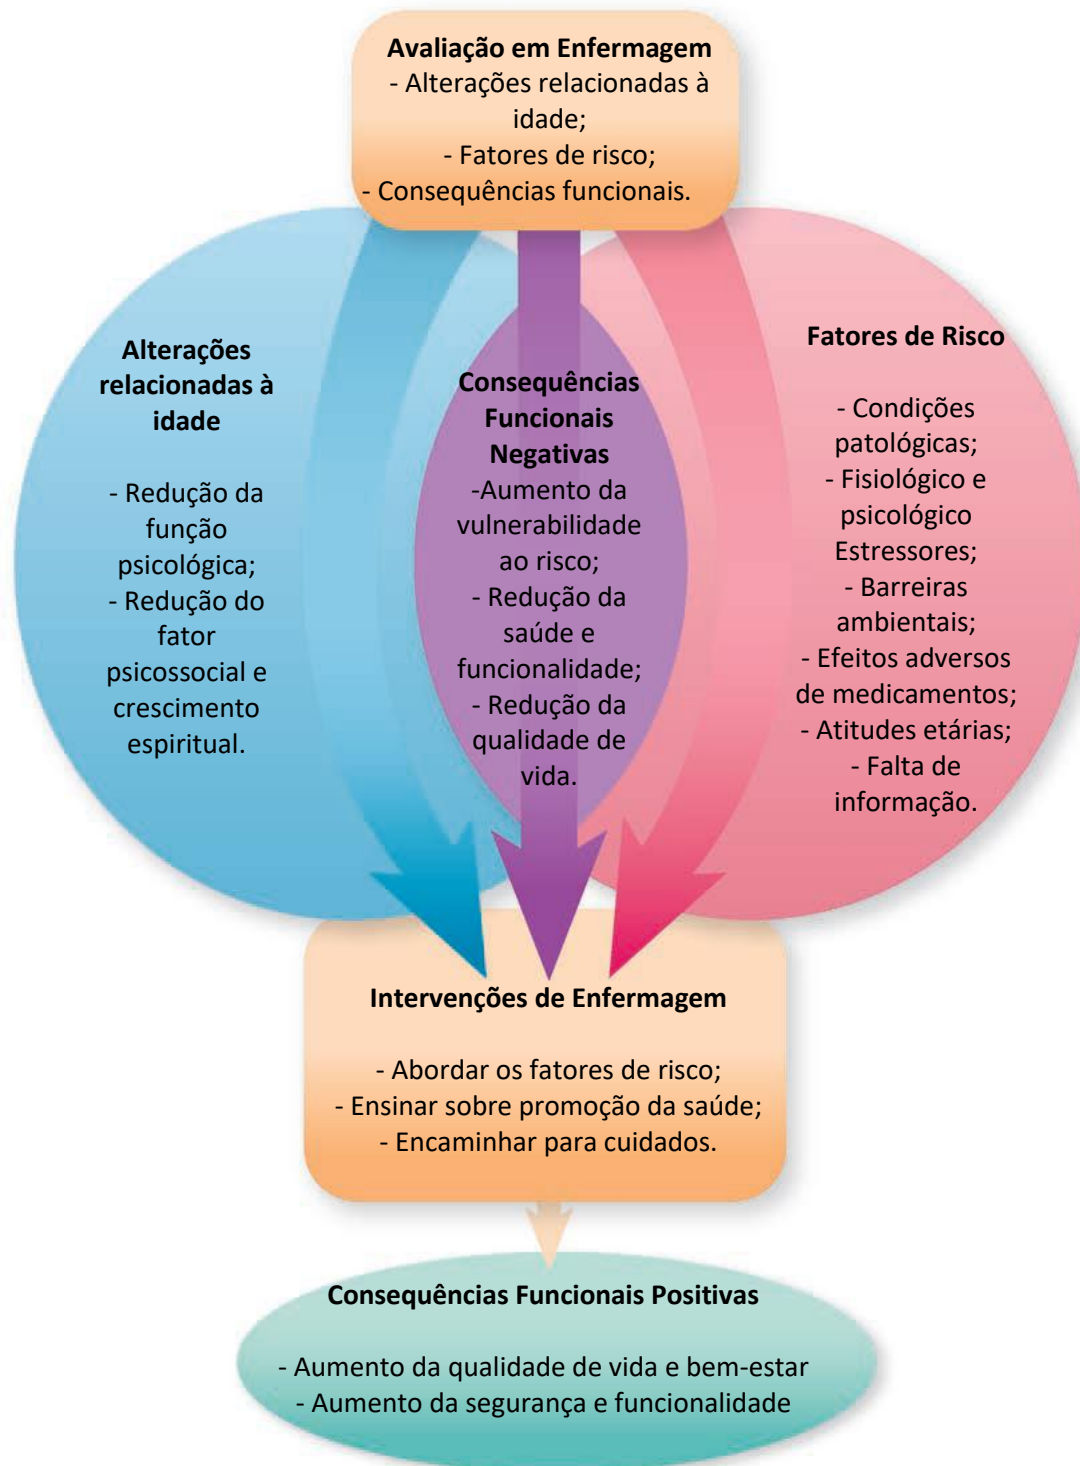 Avaliação em Enfermagem
- Alterações relacionadas à
idade;
- Fatores de risco;
- Consequências funcionais.
Alterações
relacionadas à
idade
- Redução da
função
psicológica;
- Redução do
fator
psicossocial e
crescimento
espiritual.
Consequências
Funcionais
Negativas
-Aumento da
vulnerabilidade
ao risco;
- Redução da
saúde e
funcionalidade;
- Redução da
qualidade de
vida.
Fatores de Risco
- Condições
patológicas;
- Fisiológico e
psicológico
Estressores;
- Barreiras
ambientais;
- Efeitos adversos
de medicamentos;
- Atitudes etárias;
- Falta de
informação.
Intervenções de Enfermagem
- Abordar os fatores de risco;
- Ensinar sobre promoção da saúde;
- Encaminhar para cuidados.
Consequências Funcionais Positivas
- Aumento da qualidade de vida e bem-estar
- Aumento da segurança e funcionalidade